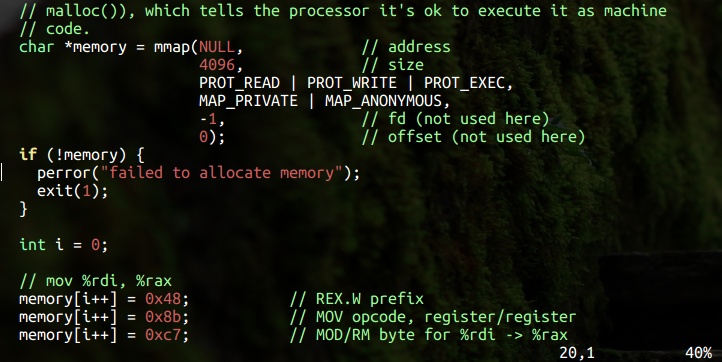 // malloc()), which tells the processor it's ok to execute it as machine
// code.
char *memory = mmap(NULL,             // address
                    4096,             // size
                    PROT_READ | PROT_WRITE | PROT_EXEC,
                    MAP_PRIVATE | MAP_ANONYMOUS,
                    -1,               // fd (not used here)
                    0);               // offset (not used here)
if (!memory) {
  perror("failed to allocate memory");
  exit(1);
}

int i = 0;

// mov %rdi, %rax
memory[i++] = 0x48;           // REX.W prefix
memory[i++] = 0x8b;           // MOV opcode, register/register
memory[i++] = 0xc7;           // MOD/RM byte for %rdi -> %rax
20,1          40%